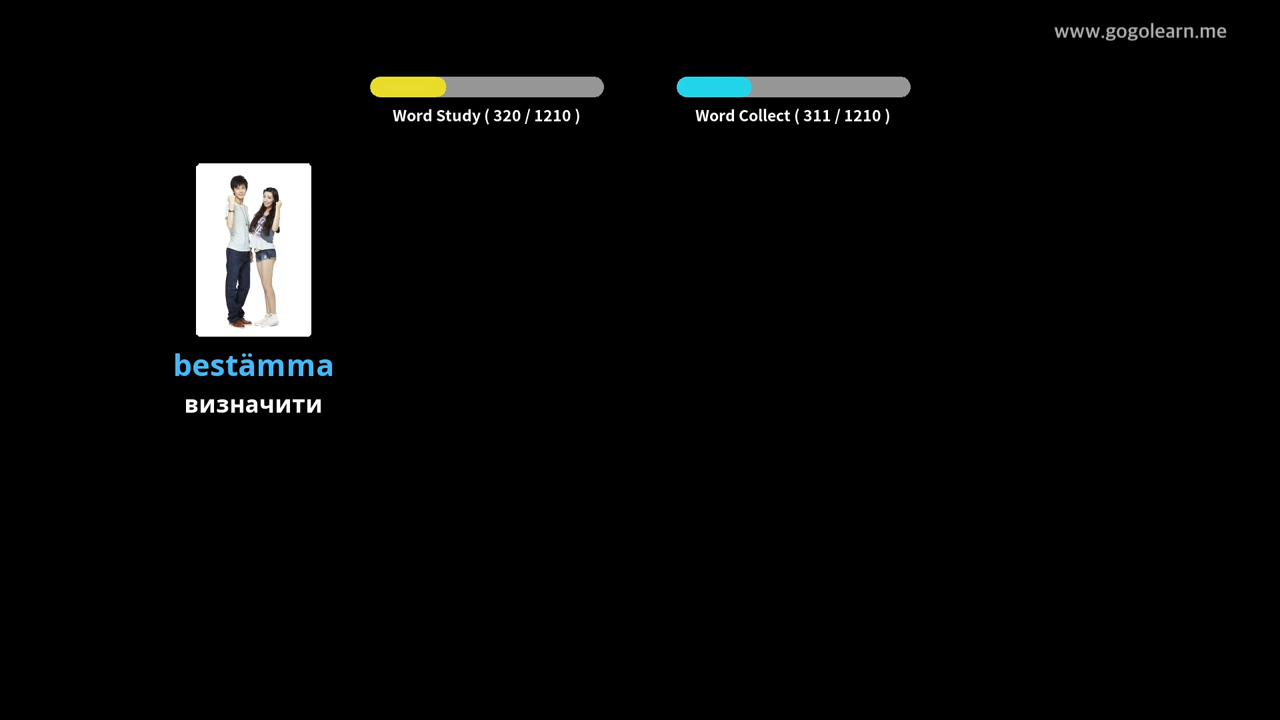 www.gogolearn.me
Word Study ( 320 / 1210 )
Word Collect ( 311 / 1210 )
bestämma
визначити